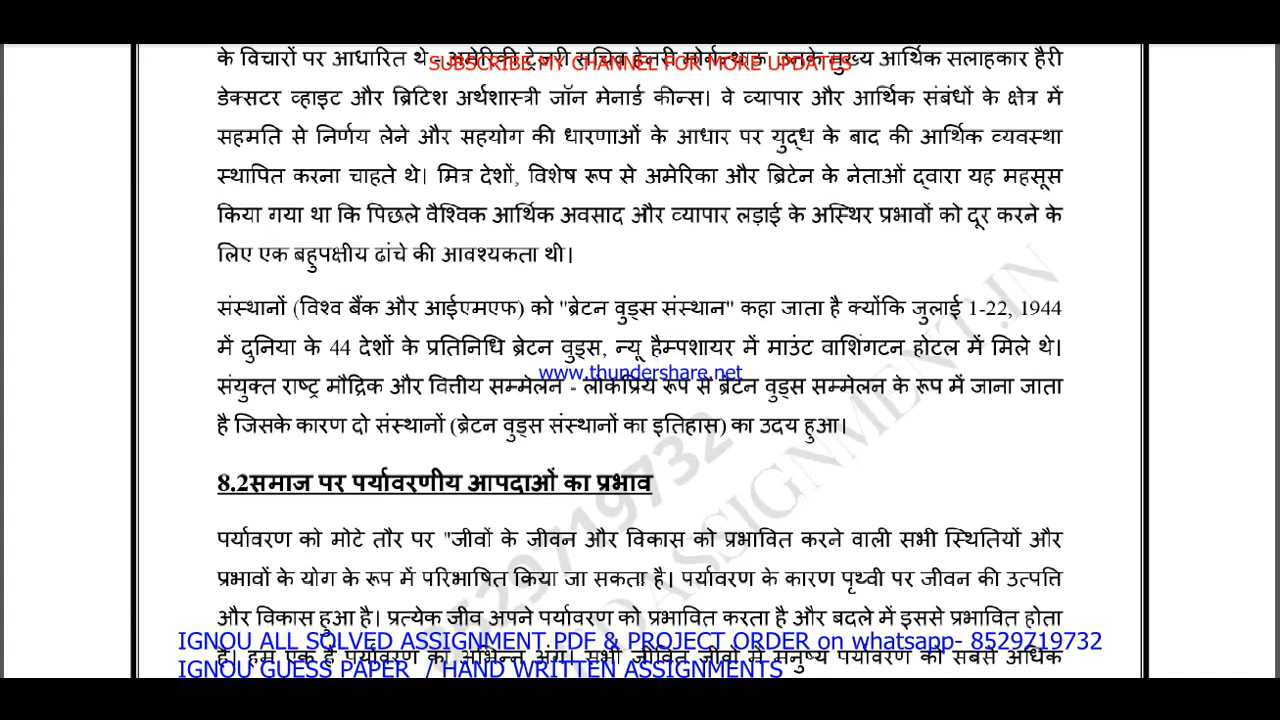 के विचारों पर आधारित थे - अमेरिकी ट्रेजरी सचिव हेनरी मोर्गेन्थाऊ, उनके मुख्य आर्थिक सलाहकार हैरी
SUBSCRIBE MY CHANNEL FOR MORE UPDATES
डेक्सटर व्हाइट और ब्रिटिश अर्थशास्त्री जॉन मेनार्ड कीन्स। वे व्यापार और आर्थिक संबंधों के क्षेत्र में
सहमति से निर्णय लेने और सहयोग की धारणाओं के आधार पर युद्ध के बाद की आर्थिक व्यवस्था
स्थापित करना चाहते थे। मित्र देशों, विशेष रूप से अमेरिका और ब्रिटेन के नेताओं द्वारा यह महसूस
किया गया था कि पिछले वैश्विक आर्थिक अवसाद और व्यापार लड़ाई के अस्थिर प्रभावों को दूर करने के
लिए एक बहुपक्षीय ढांचे की आवश्यकता थी।
संस्थानों (विश्व बैंक और आईएमएफ) को "ब्रेटन वुड्स संस्थान" कहा जाता है क्योंकि जुलाई 1-22, 1944
में दुनिया के 44 देशों के प्रतिनिधि ब्रेटन वुड्स, न्यू हैम्पशायर में माउंट वाशिंगटन होटल में मिले थे।
www.thundershare.net
संयुक्त राष्ट्र मौद्रिक और वित्तीय सम्मेलन - लोकप्रिय रूप से ब्रेटन वुड्स सम्मेलन के रूप में जाना जाता
है जिसके कारण दो संस्थानों (ब्रेटन वुड्स संस्थानों का इतिहास) का उदय हुआ।
8.2समाज पर पर्यावरणीय आपदाओं का प्रभाव
पर्यावरण को मोटे तौर पर "जीवों के जीवन और विकास को प्रभावित करने वाली सभी स्थितियों और
प्रभावों के योग के रूप में परिभाषित किया जा सकता है। पर्यावरण के कारण पृथ्वी पर जीवन की उत्पत्ति
और विकास हुआ है। प्रत्येक जीव अपने पर्यावरण को प्रभावित करता है और बदले में इससे प्रभावित होता
IGNOU ALL SOLVED ASSIGNMENT PDF & PROJECT ORDER on whatsapp- 8529719732
है। हम एक हैं पर्यावरण का अभिन्न अंग। सभी जीवित जीवों में मनुष्य पर्यावरण की सबसे अधिक
IGNOU GUESS PAPER / HAND WRITTEN ASSIGNMENTS